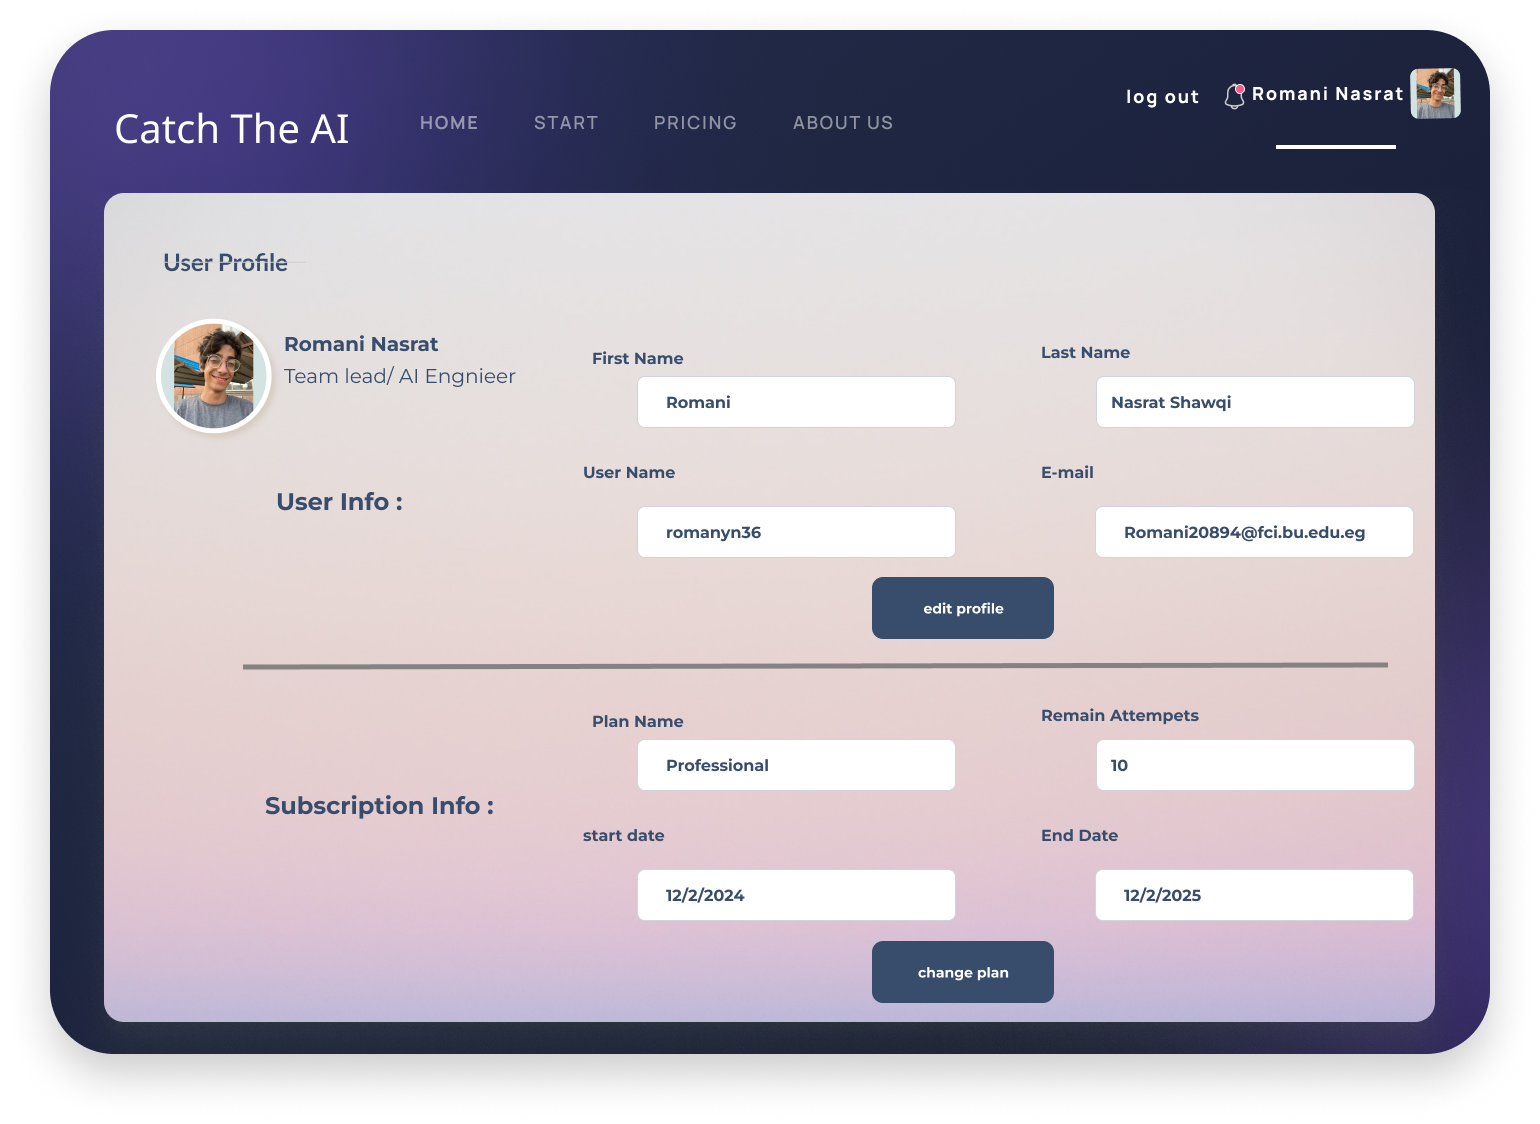 Catch The AI
HOME
START
PRICING
ABOUT US
log out
Romani Nasrat
User Profile
Romani Nasrat
Team lead/ AI Engnieer
First Name
Last Name
Romani
Nasrat Shawqi
User Info :
User Name
E-mail
romanyn36
Romani20894@fci.bu.edu.eg
edit profile
Plan Name
Remain Attempets
Professional
10
Subscription Info :
start date
End Date
12/2/2024
12/2/2025
change plan